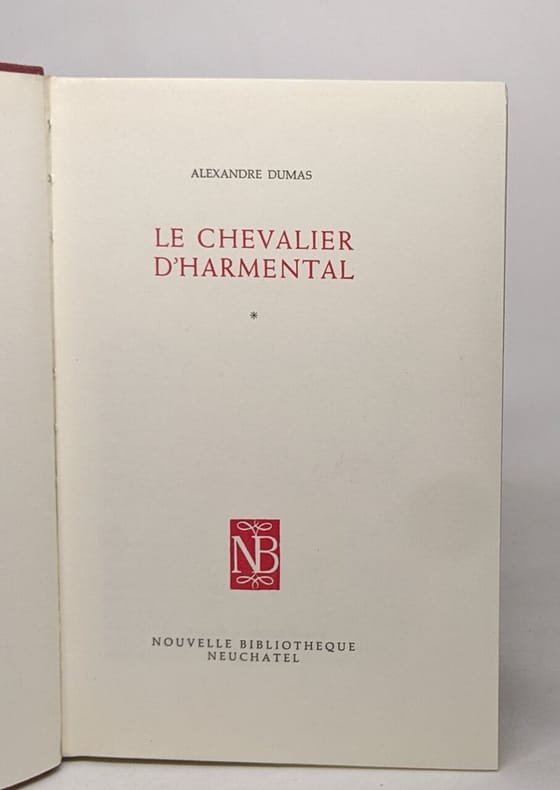 ALEXANDRE DUMAS
LE CHEVALIER
D'HARMENTAL
*
NB
NOUVELLE BIBLIOTHEQUE
NEUCHATEL